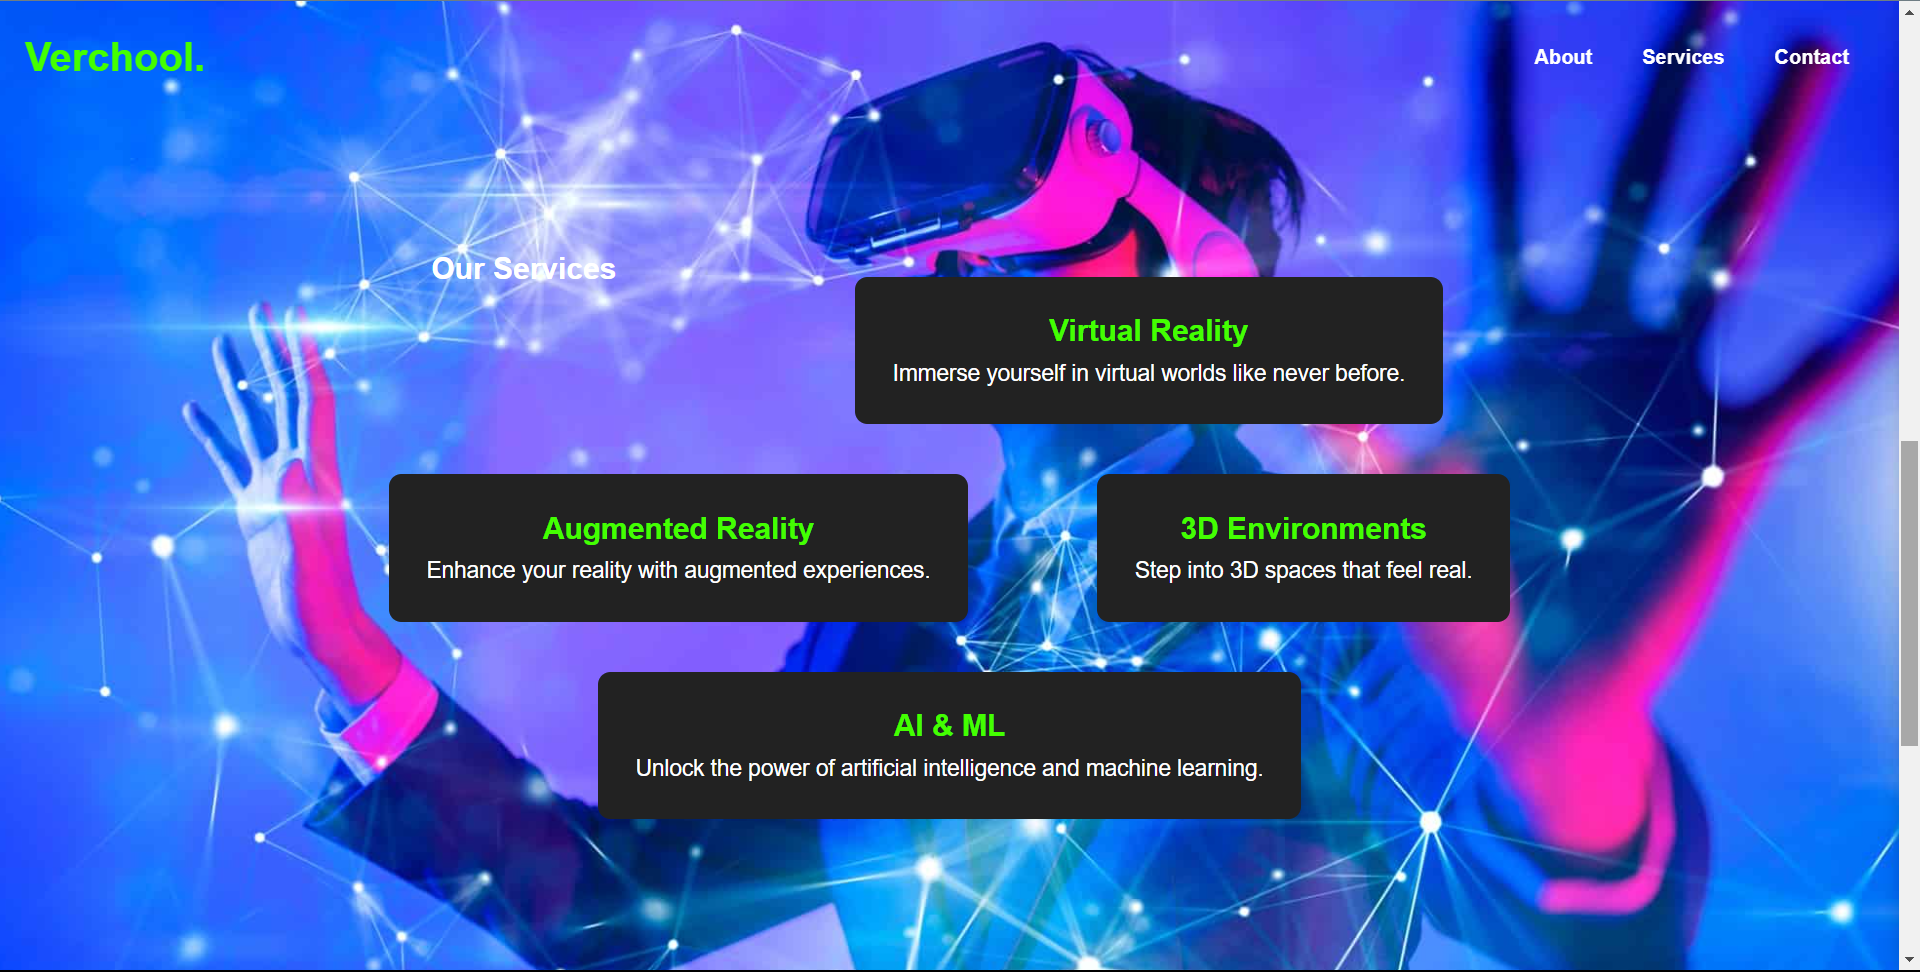 Verchool.
About Services Contact
Our Services
Virtual Reality
Immerse yourself in virtual worlds like never before.
Augmented Reality
Enhance your reality with augmented experiences.
3D Environments
Step into 3D spaces that feel real.
AI & ML
Unlock the power of artificial intelligence and machine learning.